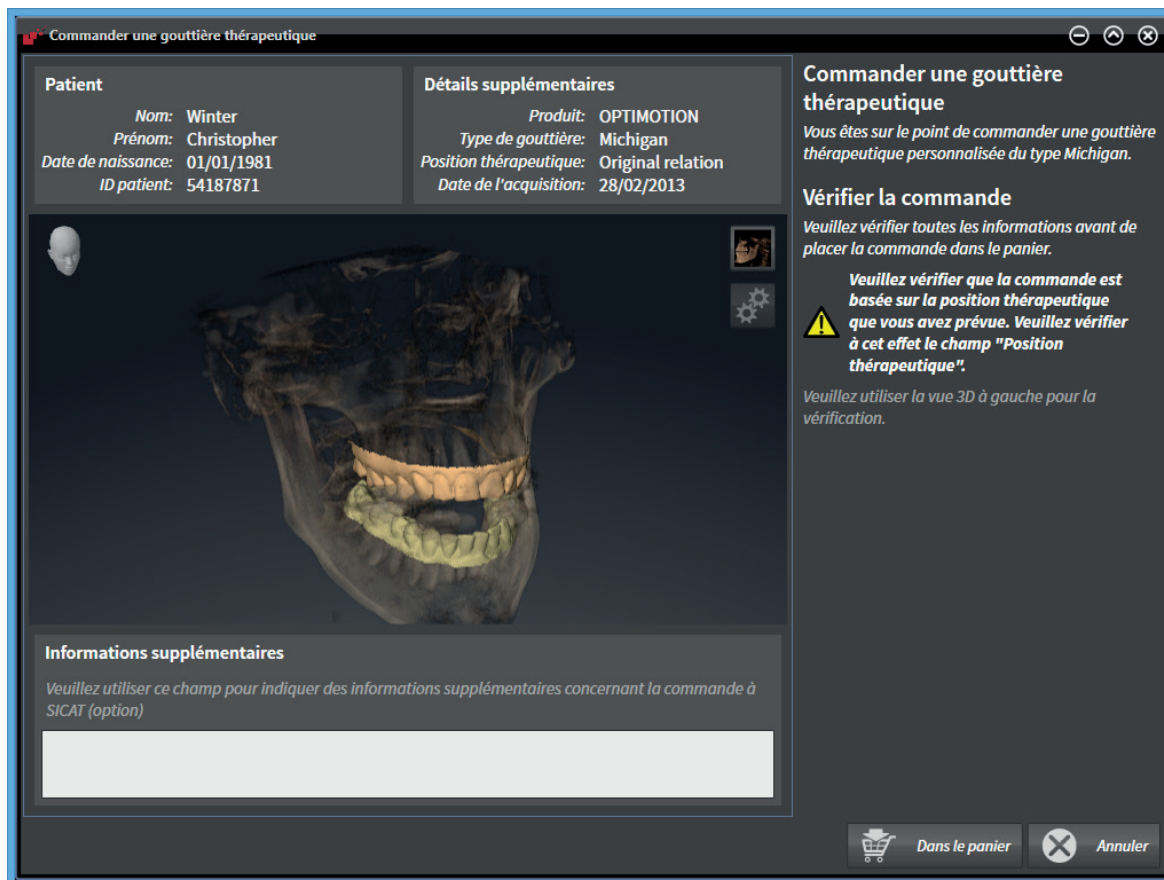 Commander une gouttière thérapeutique
Patient
Nom: Winter
Prénom: Christopher
Date de naissance: 01/01/1981
ID patient: 54187871
Détails supplémentaires
Produit: OPTIMOTION
Type de gouttière: Michigan
Position thérapeutique: Original relation
Date de l'acquisition: 28/02/2013
Informations supplémentaires
Veuillez utiliser ce champ pour indiquer des informations supplémentaires concernant la commande à
SICAT (option)
Commander une gouttière
thérapeutique
Vous êtes sur le point de commander une gouttière
thérapeutique personnalisée du type Michigan.
Vérifier la commande
Veuillez vérifier toutes les informations avant de
placer la commande dans le panier.
Veuillez vérifier que la commande est
basée sur la position thérapeutique
que vous avez prévue. Veuillez vérifier
à cet effet le champ "Position
thérapeutique".
Veuillez utiliser la vue 3D à gauche pour la
vérification.
Dans le panier
Annuler